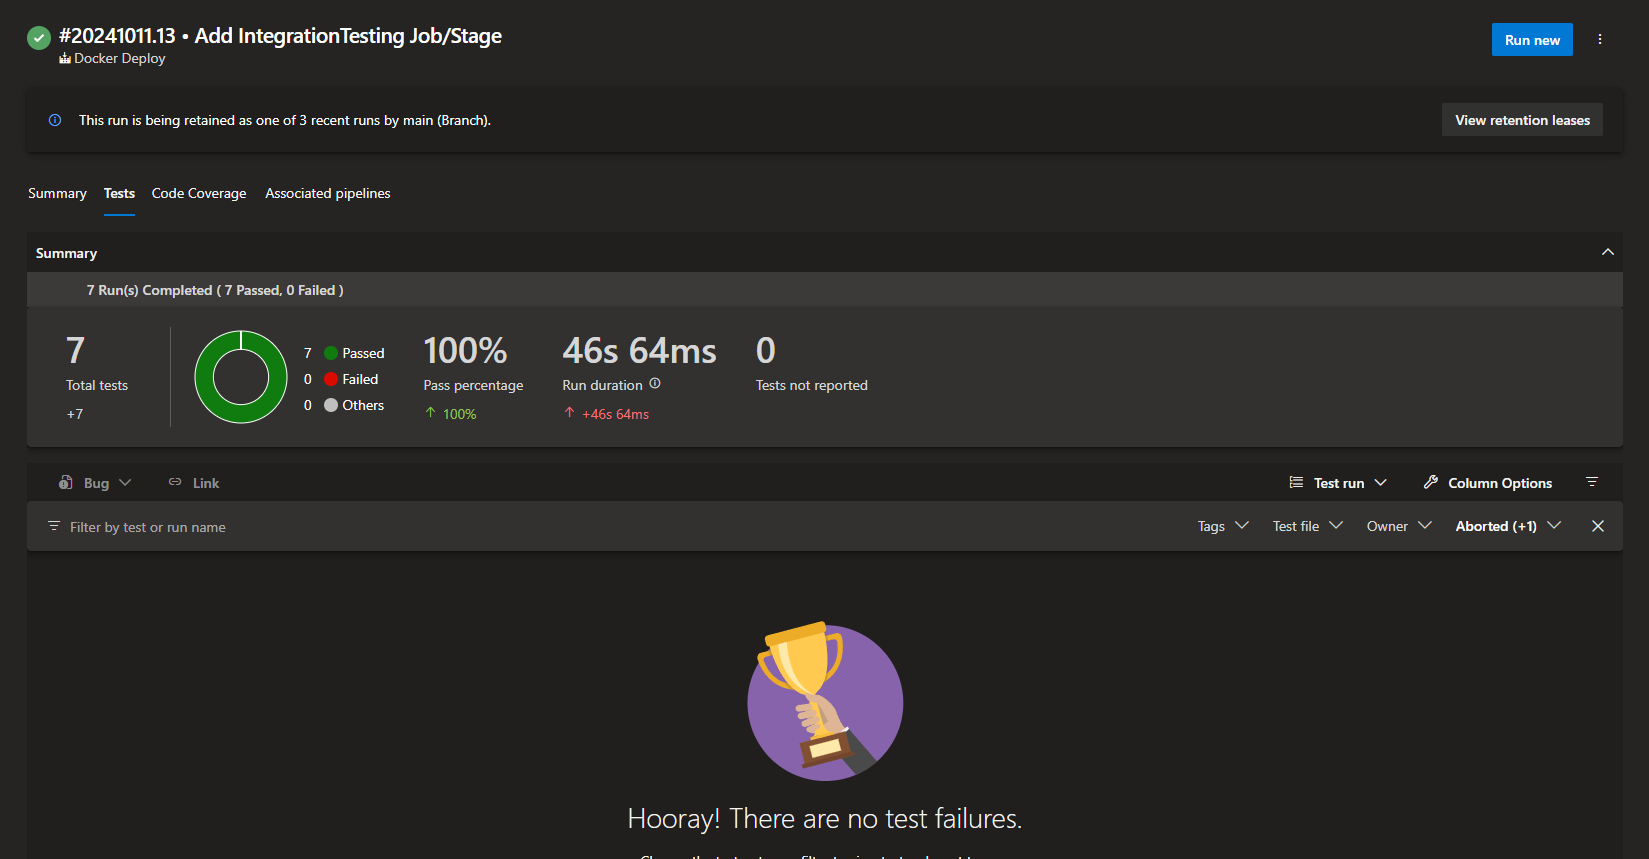 #20241011.13 • Add IntegrationTesting Job/Stage
Run new
Docker Deploy
This run is being retained as one of 3 recent runs by main (Branch).
View retention leases
Summary Tests Code Coverage Associated pipelines
Summary
7 Run(s) Completed ( 7 Passed, 0 Failed )
7
Total tests
+7
7 Passed
0 Failed
0 Others
100%
Pass percentage
100%
46s 64ms
Run duration
+46s 64ms
0
Tests not reported
Bug Link Test run Column Options
Filter by test or run name Tags Test file Owner Aborted (+1)
Hooray! There are no test failures.